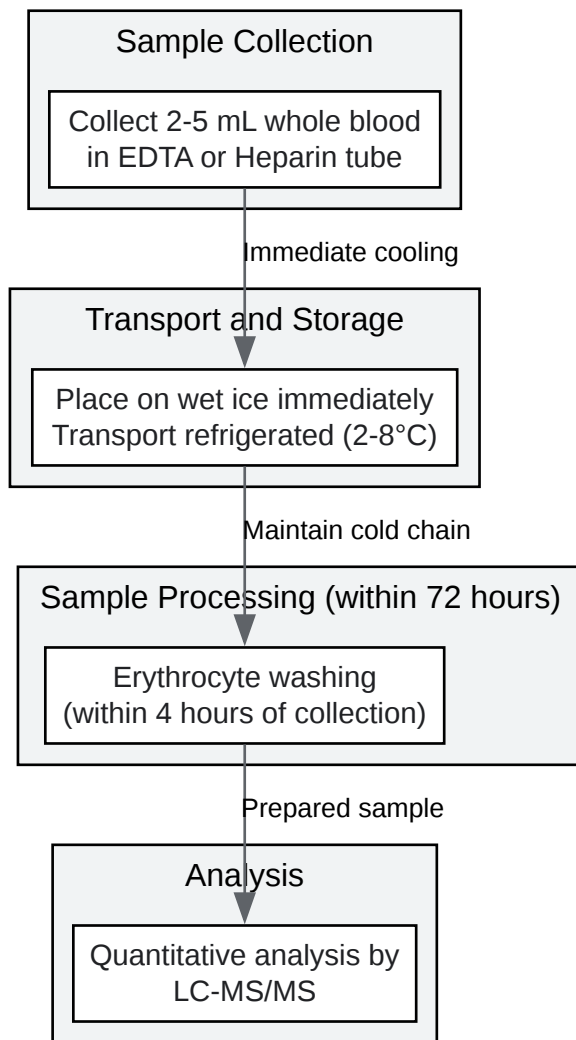 Sample Collection
Collect 2-5 mL whole blood
in EDTA or Heparin tube
Immediate cooling
Transport and Storage
Place on wet ice immediately
Transport refrigerated (2-8°C)
Maintain cold chain
Sample Processing (within 72 hours)
Erythrocyte washing
(within 4 hours of collection)
Prepared sample
Analysis
Quantitative analysis by
LC-MS/MS